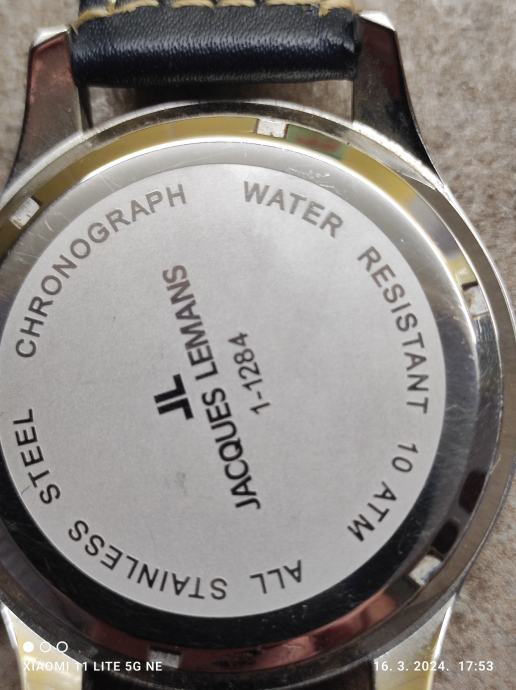 CHRONOGRAPH WATER RESISTANT 10 ATM ALL STAINLESS STEEL
JL
JACQUES LEMANS
1-1284
XIAOMI 11 LITE 5G NE
16. 3. 2024. 17:53